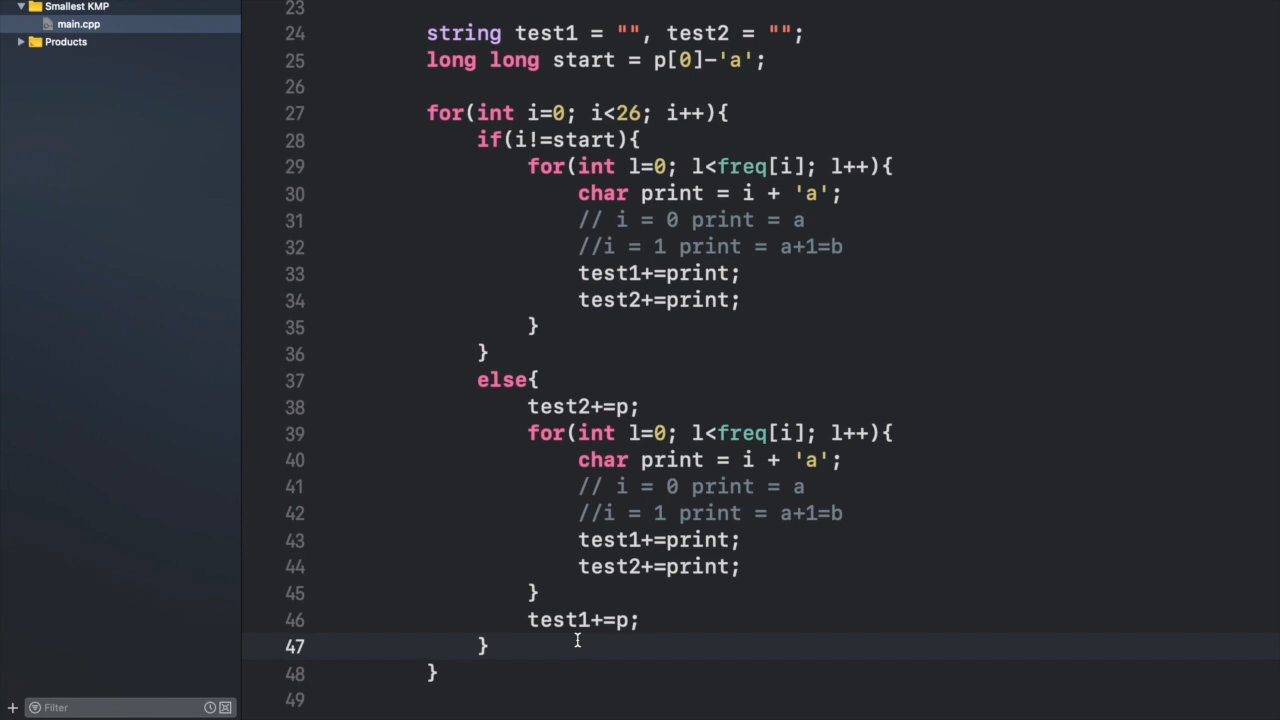 Smallest KMP
main.cpp
Products
23
24 string test1 = "", test2 = "";
25 long long start = p[0]-'a';
26
27 for(int i=0; i<26; i++){
28 if(i!=start){
29 for(int l=0; l<freq[i]; l++){
30 char print = i + 'a';
31 // i = 0 print = a
32 //i = 1 print = a+1=b
33 test1+=print;
34 test2+=print;
35 }
36 }
37 else{
38 test2+=p;
39 for(int l=0; l<freq[i]; l++){
40 char print = i + 'a';
41 // i = 0 print = a
42 //i = 1 print = a+1=b
43 test1+=print;
44 test2+=print;
45 }
46 test1+=p;
47 }
48 }
49
Filter